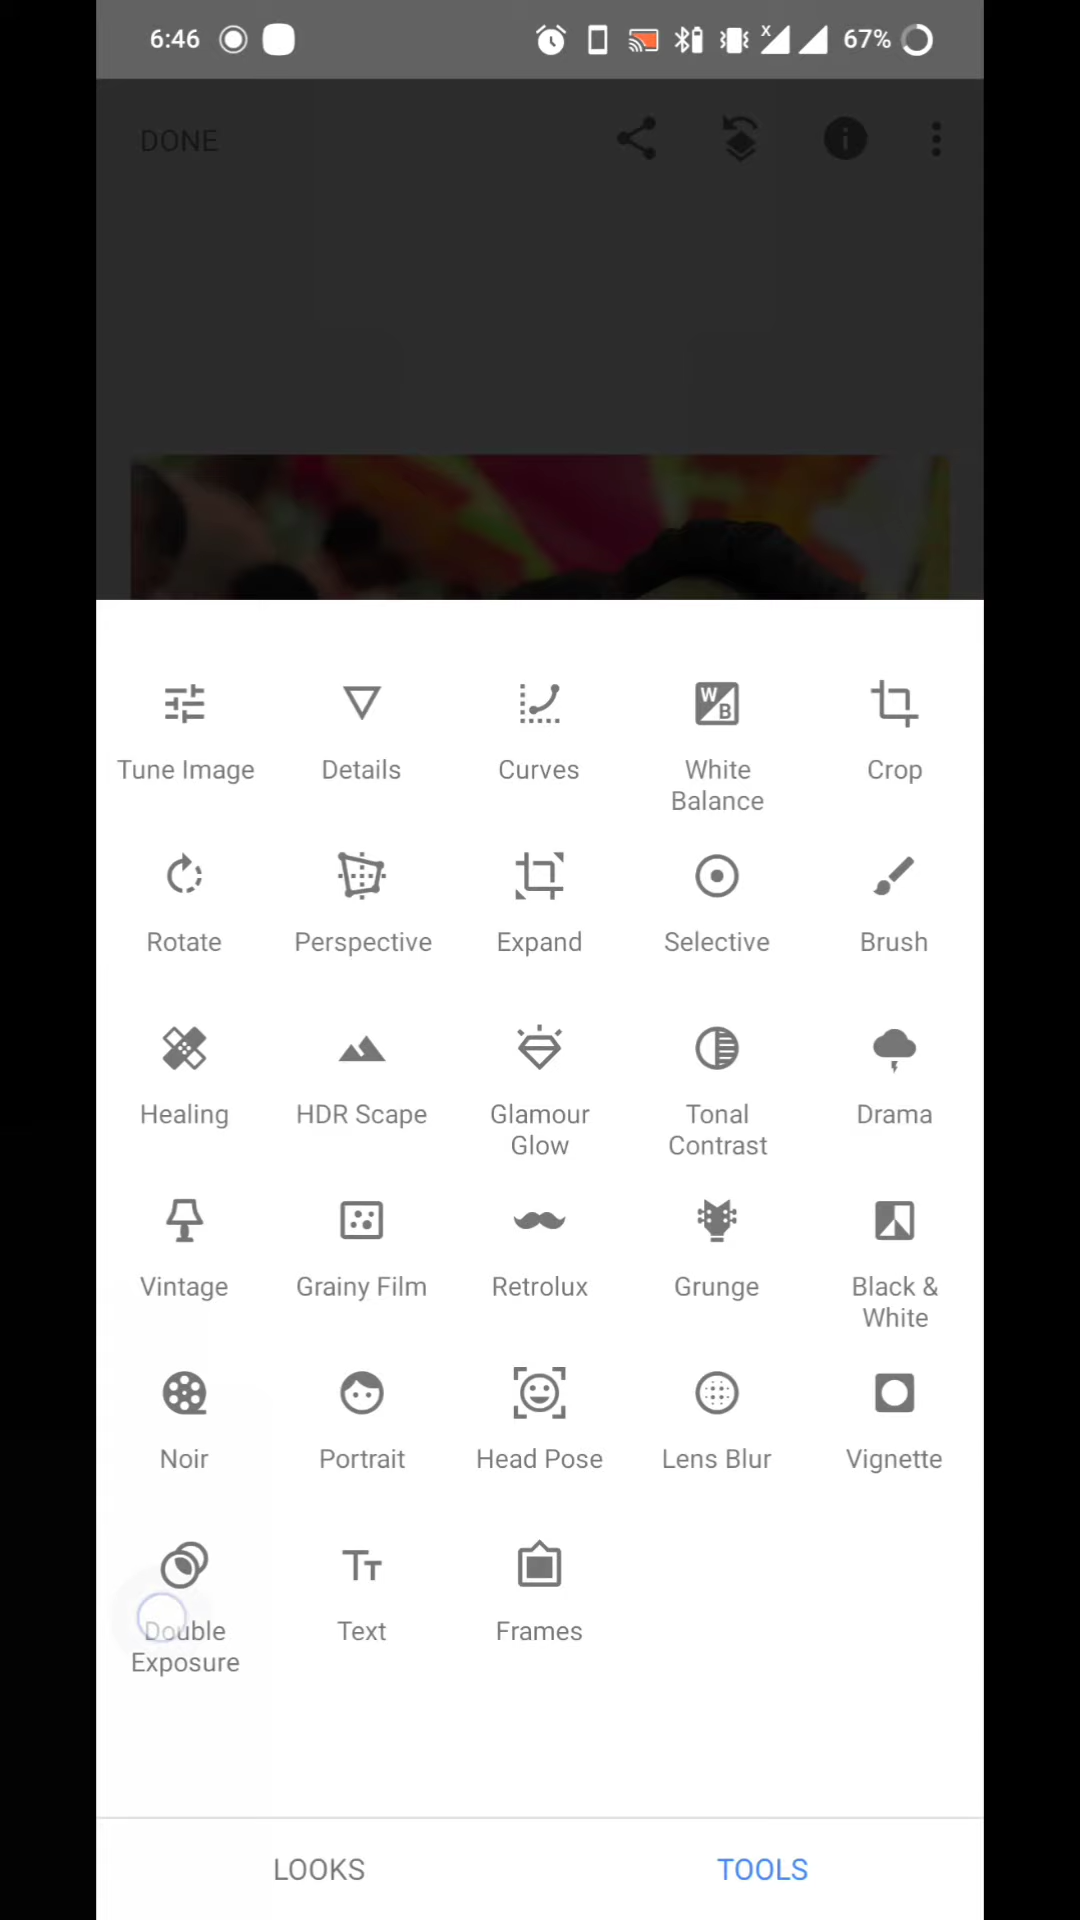 6:46 67%
DONE
Tune Image Details Curves White Balance Crop
Rotate Perspective Expand Selective Brush
Healing HDR Scape Glamour Glow Tonal Contrast Drama
Vintage Grainy Film Retrolux Grunge Black & White
Noir Portrait Head Pose Lens Blur Vignette
Double Exposure Text Frames
LOOKS TOOLS